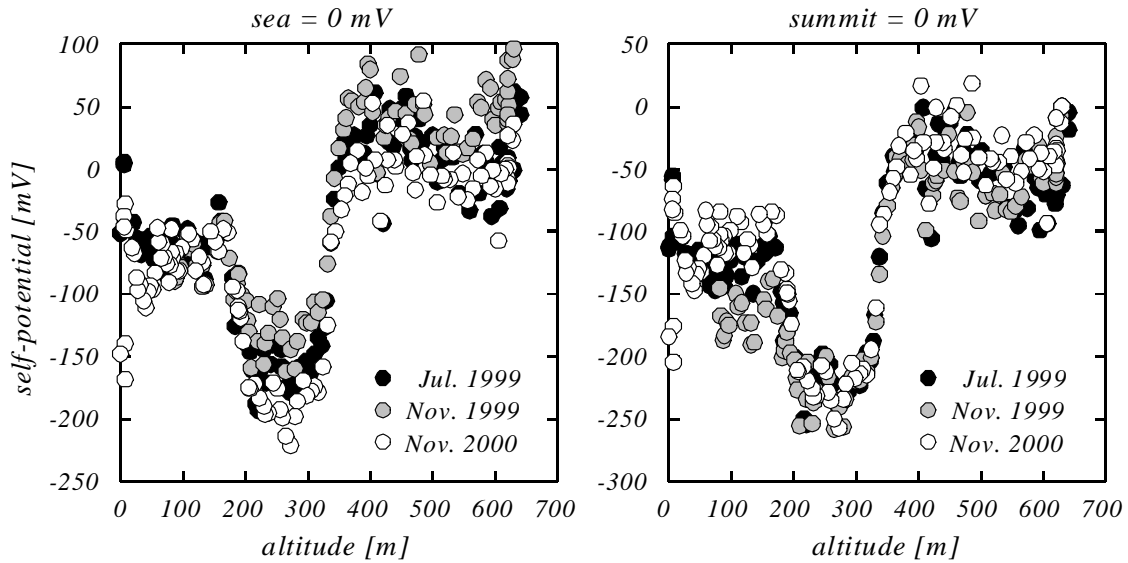 sea = 0 mV
summit = 0 mV
self-potential [mV]
100
50
0
-50
-100
-150
-200
-250
0 100 200 300 400 500 600 700
altitude [m]
Jul. 1999
Nov. 1999
Nov. 2000
50
0
-50
-100
-150
-200
-250
-300
0 100 200 300 400 500 600 700
altitude [m]
Jul. 1999
Nov. 1999
Nov. 2000